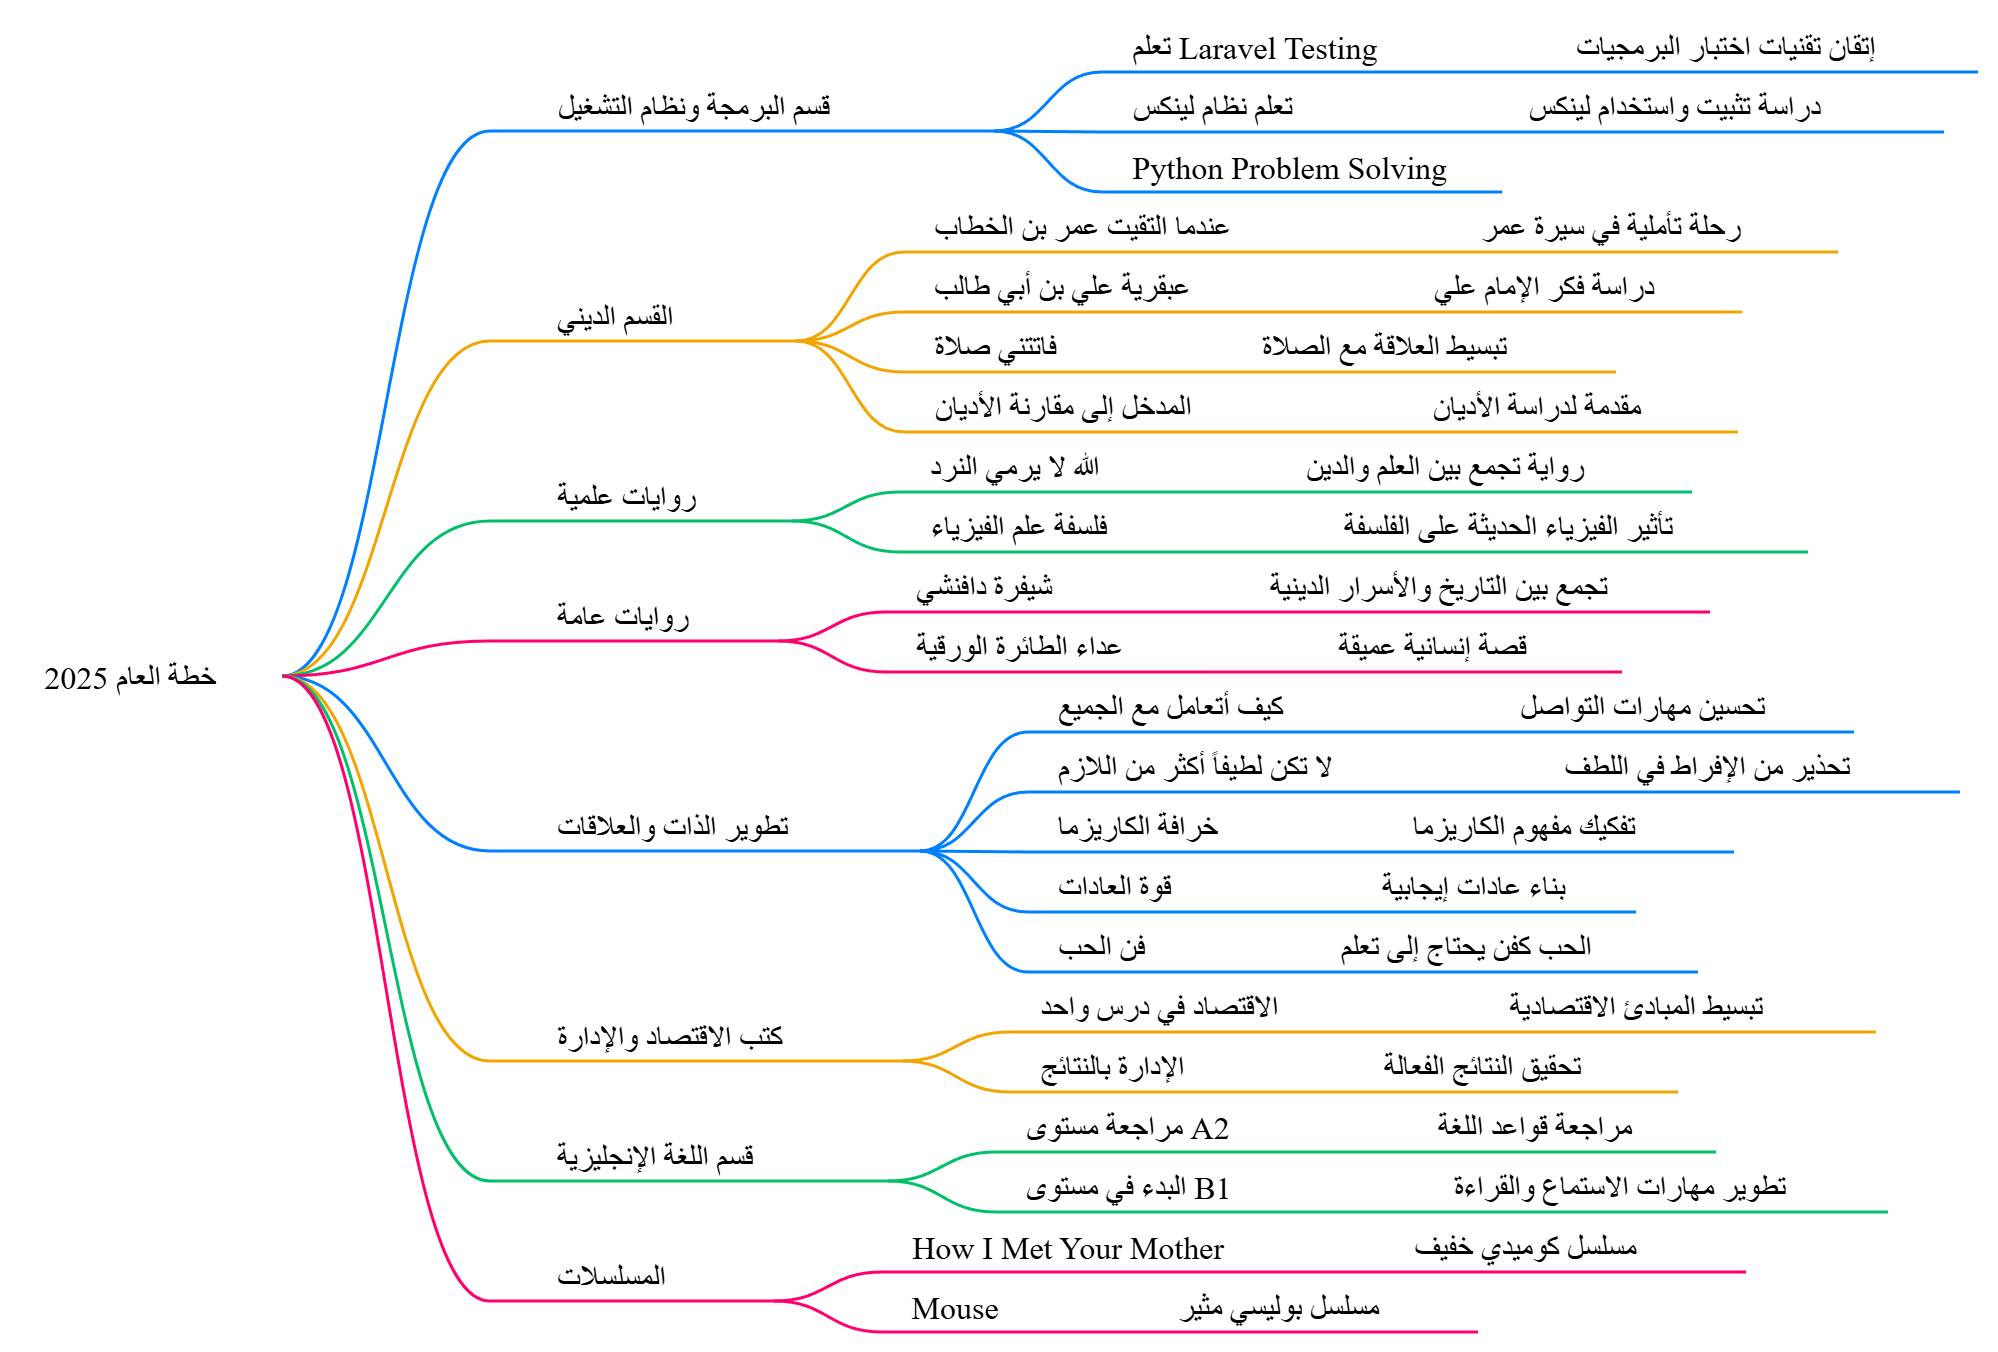 خطة العام 2025
قسم البرمجة ونظام التشغيل
تعلم Laravel Testing
إتقان تقنيات اختبار البرمجيات
تعلم نظام لينكس
دراسة تثبيت واستخدام لينكس
Python Problem Solving
القسم الديني
عندما التقيت عمر بن الخطاب
رحلة تأملية في سيرة عمر
عبقرية علي بن أبي طالب
دراسة فكر الإمام علي
فاتتني صلاة
تبسيط العلاقة مع الصلاة
المدخل إلى مقارنة الأديان
مقدمة لدراسة الأديان
روايات علمية
الله لا يرمي النرد
رواية تجمع بين العلم والدين
فلسفة علم الفيزياء
تأثير الفيزياء الحديثة على الفلسفة
روايات عامة
شيفرة دافنشي
تجمع بين التاريخ والأسرار الدينية
عداء الطائرة الورقية
قصة إنسانية عميقة
تطوير الذات والعلاقات
كيف أتعامل مع الجميع
تحسين مهارات التواصل
لا تكن لطيفاً أكثر من اللازم
تحذير من الإفراط في اللطف
خرافة الكاريزما
تفكيك مفهوم الكاريزما
قوة العادات
بناء عادات إيجابية
فن الحب
الحب كفن يحتاج إلى تعلم
كتب الاقتصاد والإدارة
الاقتصاد في درس واحد
تبسيط المبادئ الاقتصادية
الإدارة بالنتائج
تحقيق النتائج الفعالة
قسم اللغة الإنجليزية
مراجعة مستوى A2
مراجعة قواعد اللغة
البدء في مستوى B1
تطوير مهارات الاستماع والقراءة
المسلسلات
How I Met Your Mother
مسلسل كوميدي خفيف
Mouse
مسلسل بوليسي مثير